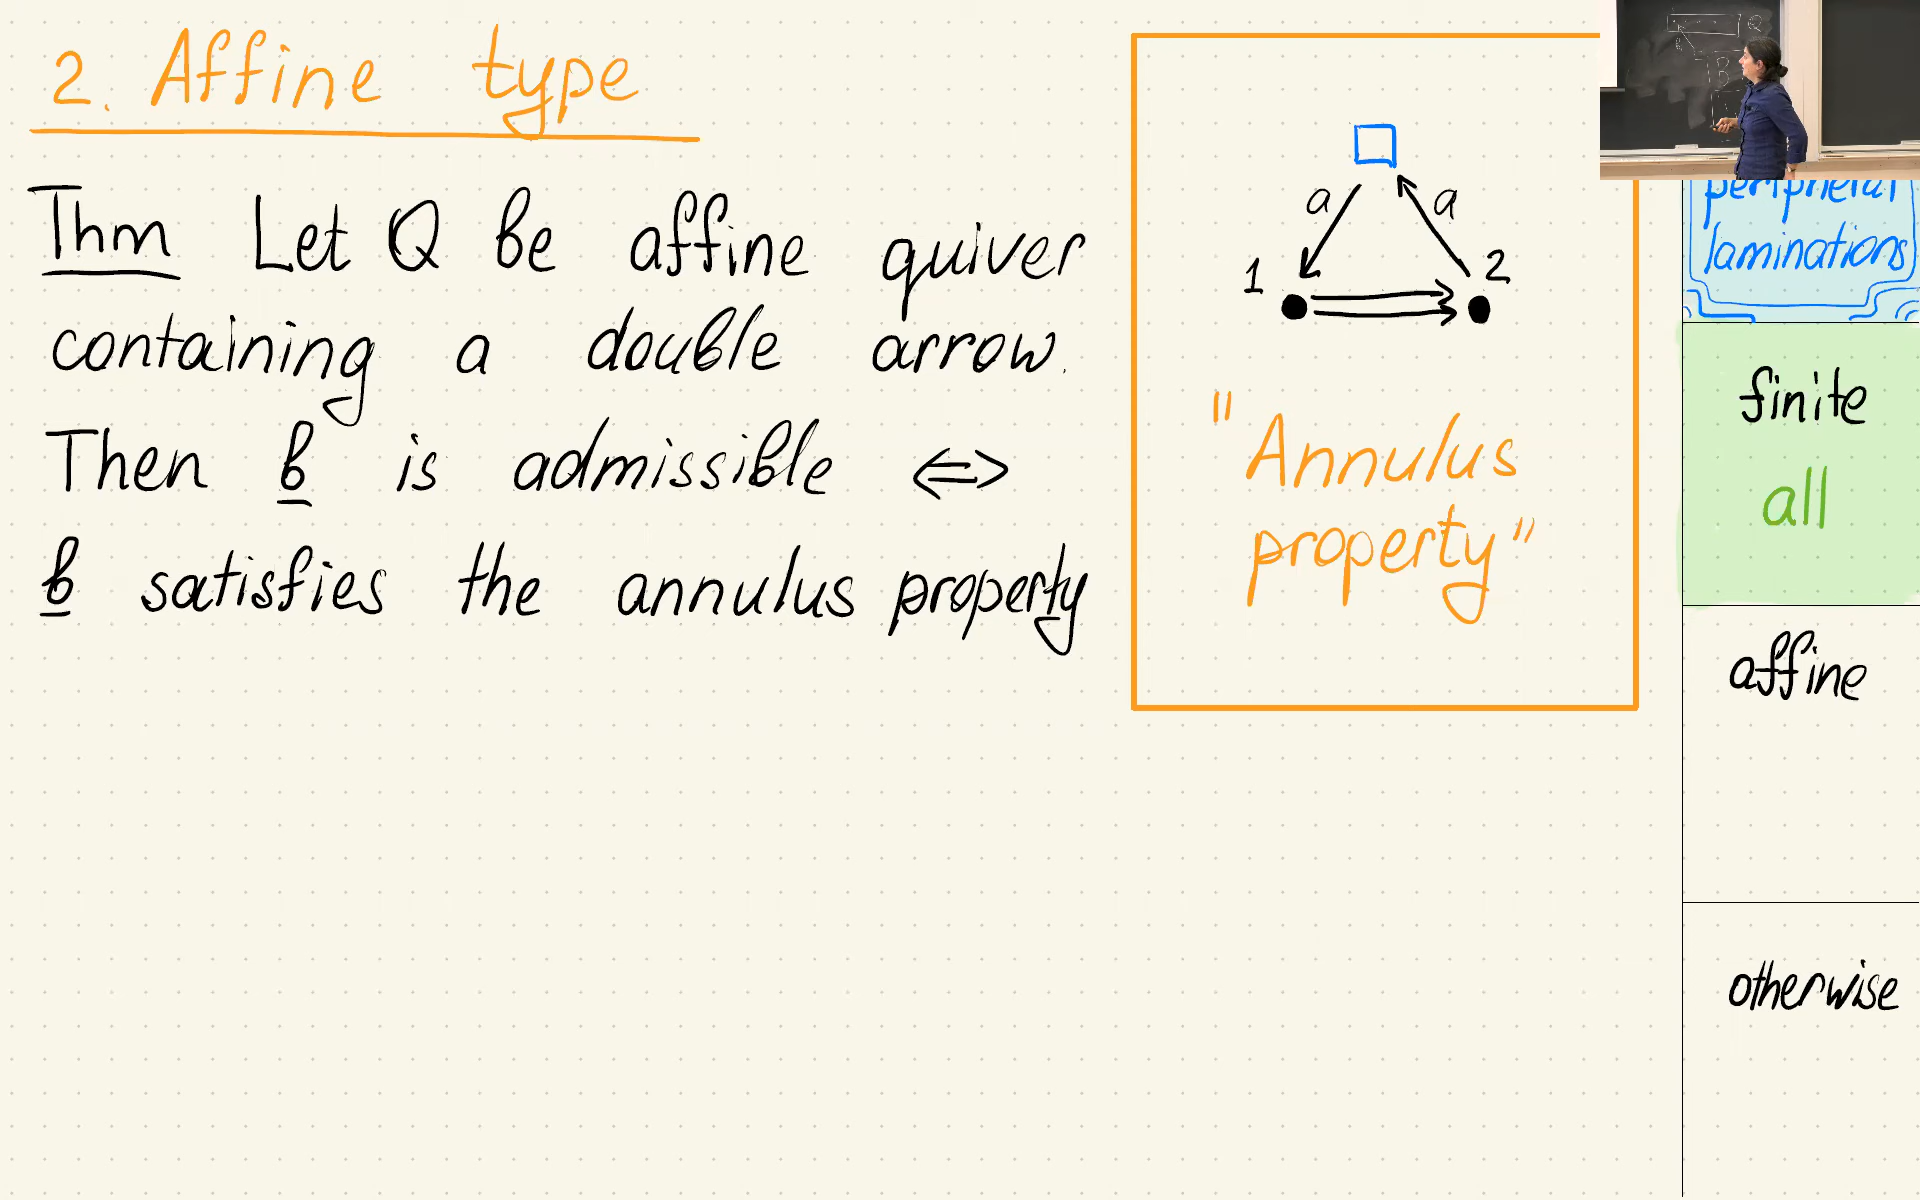 2. Affine type
Thm Let Q be affine quiver
containing a double arrow.
Then b is admissible <=>
b satisfies the annulus property
a a
1 2
"Annulus
property"
peripheral
laminations
finite
all
affine
otherwise